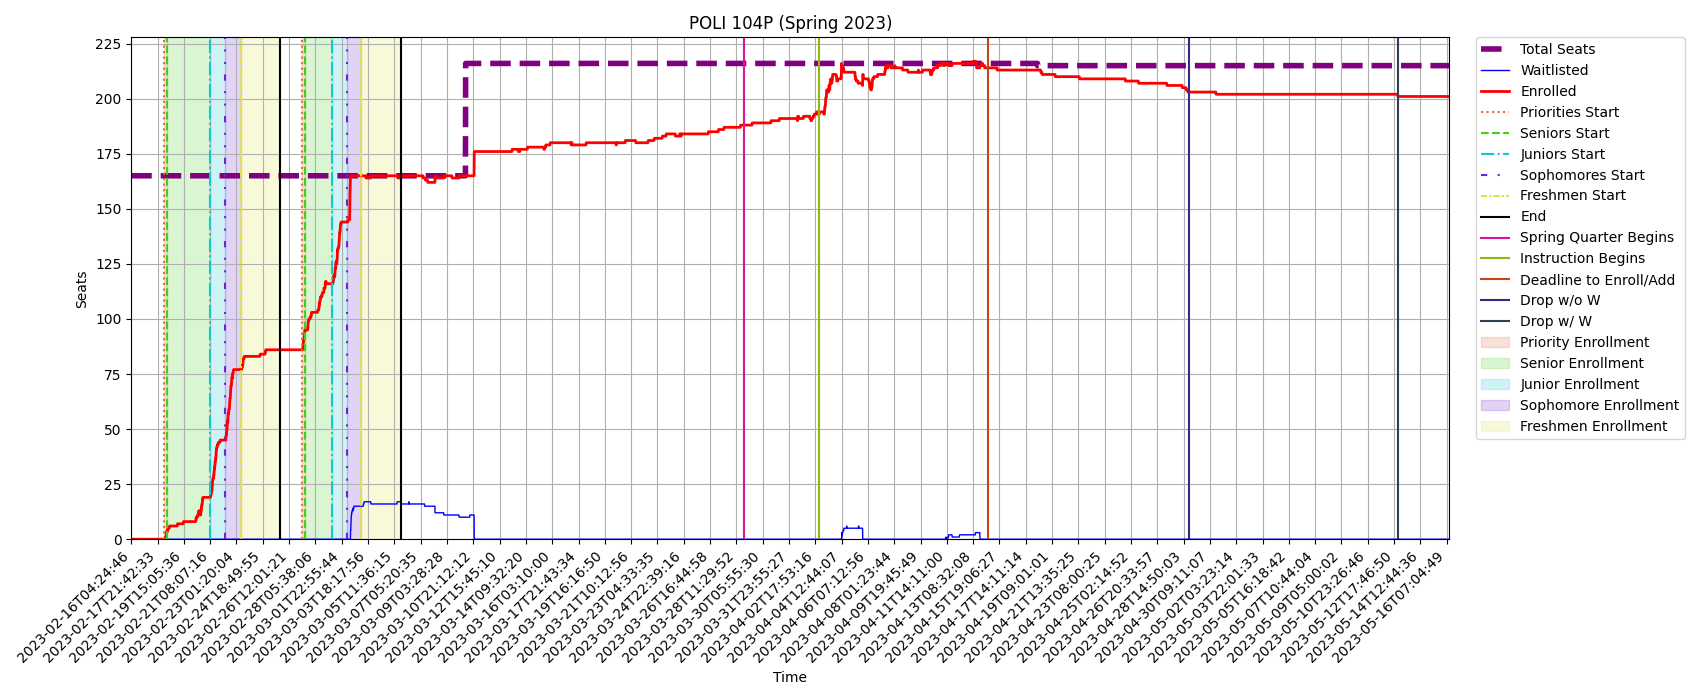 POLI 104P (Spring 2023)
Seats
225
200
175
150
125
100
75
50
25
0
2023-02-16T04:24:46
2023-02-17T21:42:33
2023-02-19T15:05:36
2023-02-21T08:07:16
2023-02-23T01:20:04
2023-02-24T18:49:55
2023-02-26T12:01:21
2023-02-28T05:38:06
2023-03-01T22:55:44
2023-03-03T18:17:56
2023-03-05T11:36:15
2023-03-07T05:20:35
2023-03-09T03:28:28
2023-03-10T21:12:12
2023-03-12T15:45:10
2023-03-14T09:32:20
2023-03-16T03:10:00
2023-03-17T21:43:34
2023-03-19T16:16:50
2023-03-21T10:12:56
2023-03-23T04:33:35
2023-03-24T22:39:16
2023-03-26T16:44:58
2023-03-28T11:29:52
2023-03-30T05:55:30
2023-03-31T23:55:27
2023-04-02T17:53:16
2023-04-04T12:44:07
2023-04-06T07:12:56
2023-04-08T01:23:44
2023-04-09T19:45:49
2023-04-11T14:11:00
2023-04-13T08:32:08
2023-04-15T19:06:27
2023-04-17T14:11:14
2023-04-19T09:01:01
2023-04-21T13:35:25
2023-04-23T08:00:25
2023-04-25T02:14:52
2023-04-26T20:33:57
2023-04-28T14:50:03
2023-04-30T09:11:07
2023-05-02T03:23:14
2023-05-03T22:01:33
2023-05-05T16:18:42
2023-05-07T10:44:04
2023-05-09T05:00:02
2023-05-10T23:26:46
2023-05-12T17:46:50
2023-05-14T12:44:36
2023-05-16T07:04:49
Time
Total Seats
Waitlisted
Enrolled
Priorities Start
Seniors Start
Juniors Start
Sophomores Start
Freshmen Start
End
Spring Quarter Begins
Instruction Begins
Deadline to Enroll/Add
Drop w/o W
Drop w/ W
Priority Enrollment
Senior Enrollment
Junior Enrollment
Sophomore Enrollment
Freshmen Enrollment